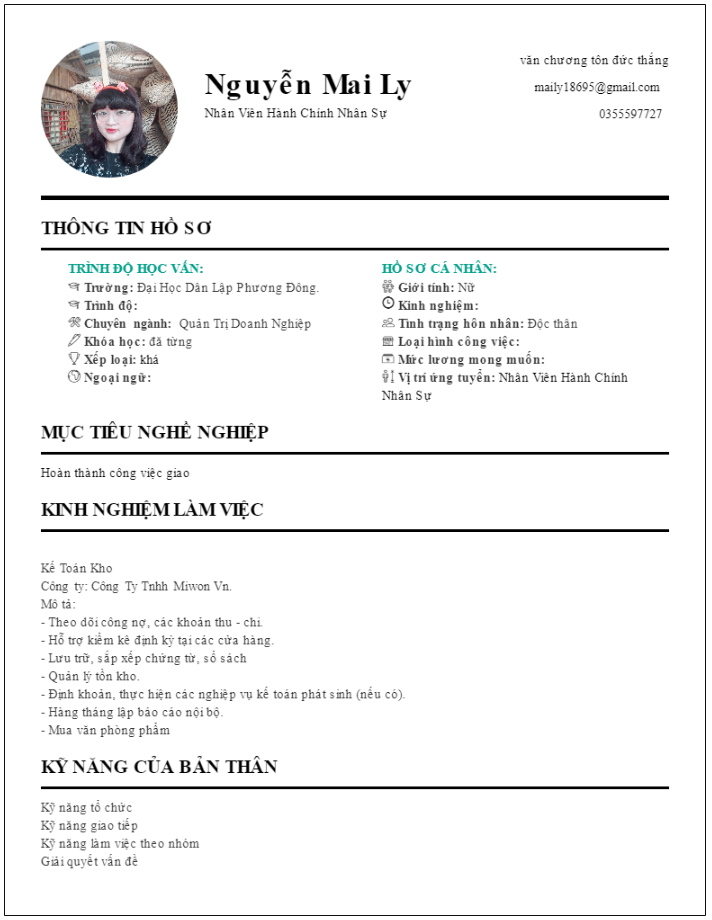 văn chương tôn đức thắng
Nguyễn Mai Ly
maily18695@gmail.com
Nhân Viên Hành Chính Nhân Sự
0355597727
THÔNG TIN HỒ SƠ
TRÌNH ĐỘ HỌC VẤN:
Trường: Đại Học Dân Lập Phương Đông.
Trình độ:
Chuyên ngành: Quản Trị Doanh Nghiệp
Khóa học: đã từng
Xếp loại: khá
Ngoại ngữ:
HỒ SƠ CÁ NHÂN:
Giới tính: Nữ
Kinh nghiệm:
Tình trạng hôn nhân: Độc thân
Loại hình công việc:
Mức lương mong muốn:
Vị trí ứng tuyển: Nhân Viên Hành Chính
Nhân Sự
MỤC TIÊU NGHỀ NGHIỆP
Hoàn thành công việc giao
KINH NGHIỆM LÀM VIỆC
Kế Toán Kho
Công ty: Công Ty Tnhh Miwon Vn.
Mô tả:
- Theo dõi công nợ, các khoản thu - chi.
- Hỗ trợ kiểm kê định kỳ tại các cửa hàng.
- Lưu trữ, sắp xếp chứng từ, sổ sách
- Quản lý tồn kho.
- Định khoản, thực hiện các nghiệp vụ kế toán phát sinh (nếu có).
- Hàng tháng lập báo cáo nội bộ.
- Mua văn phòng phẩm
KỸ NĂNG CỦA BẢN THÂN
Kỹ năng tổ chức
Kỹ năng giao tiếp
Kỹ năng làm việc theo nhóm
Giải quyết vấn đề